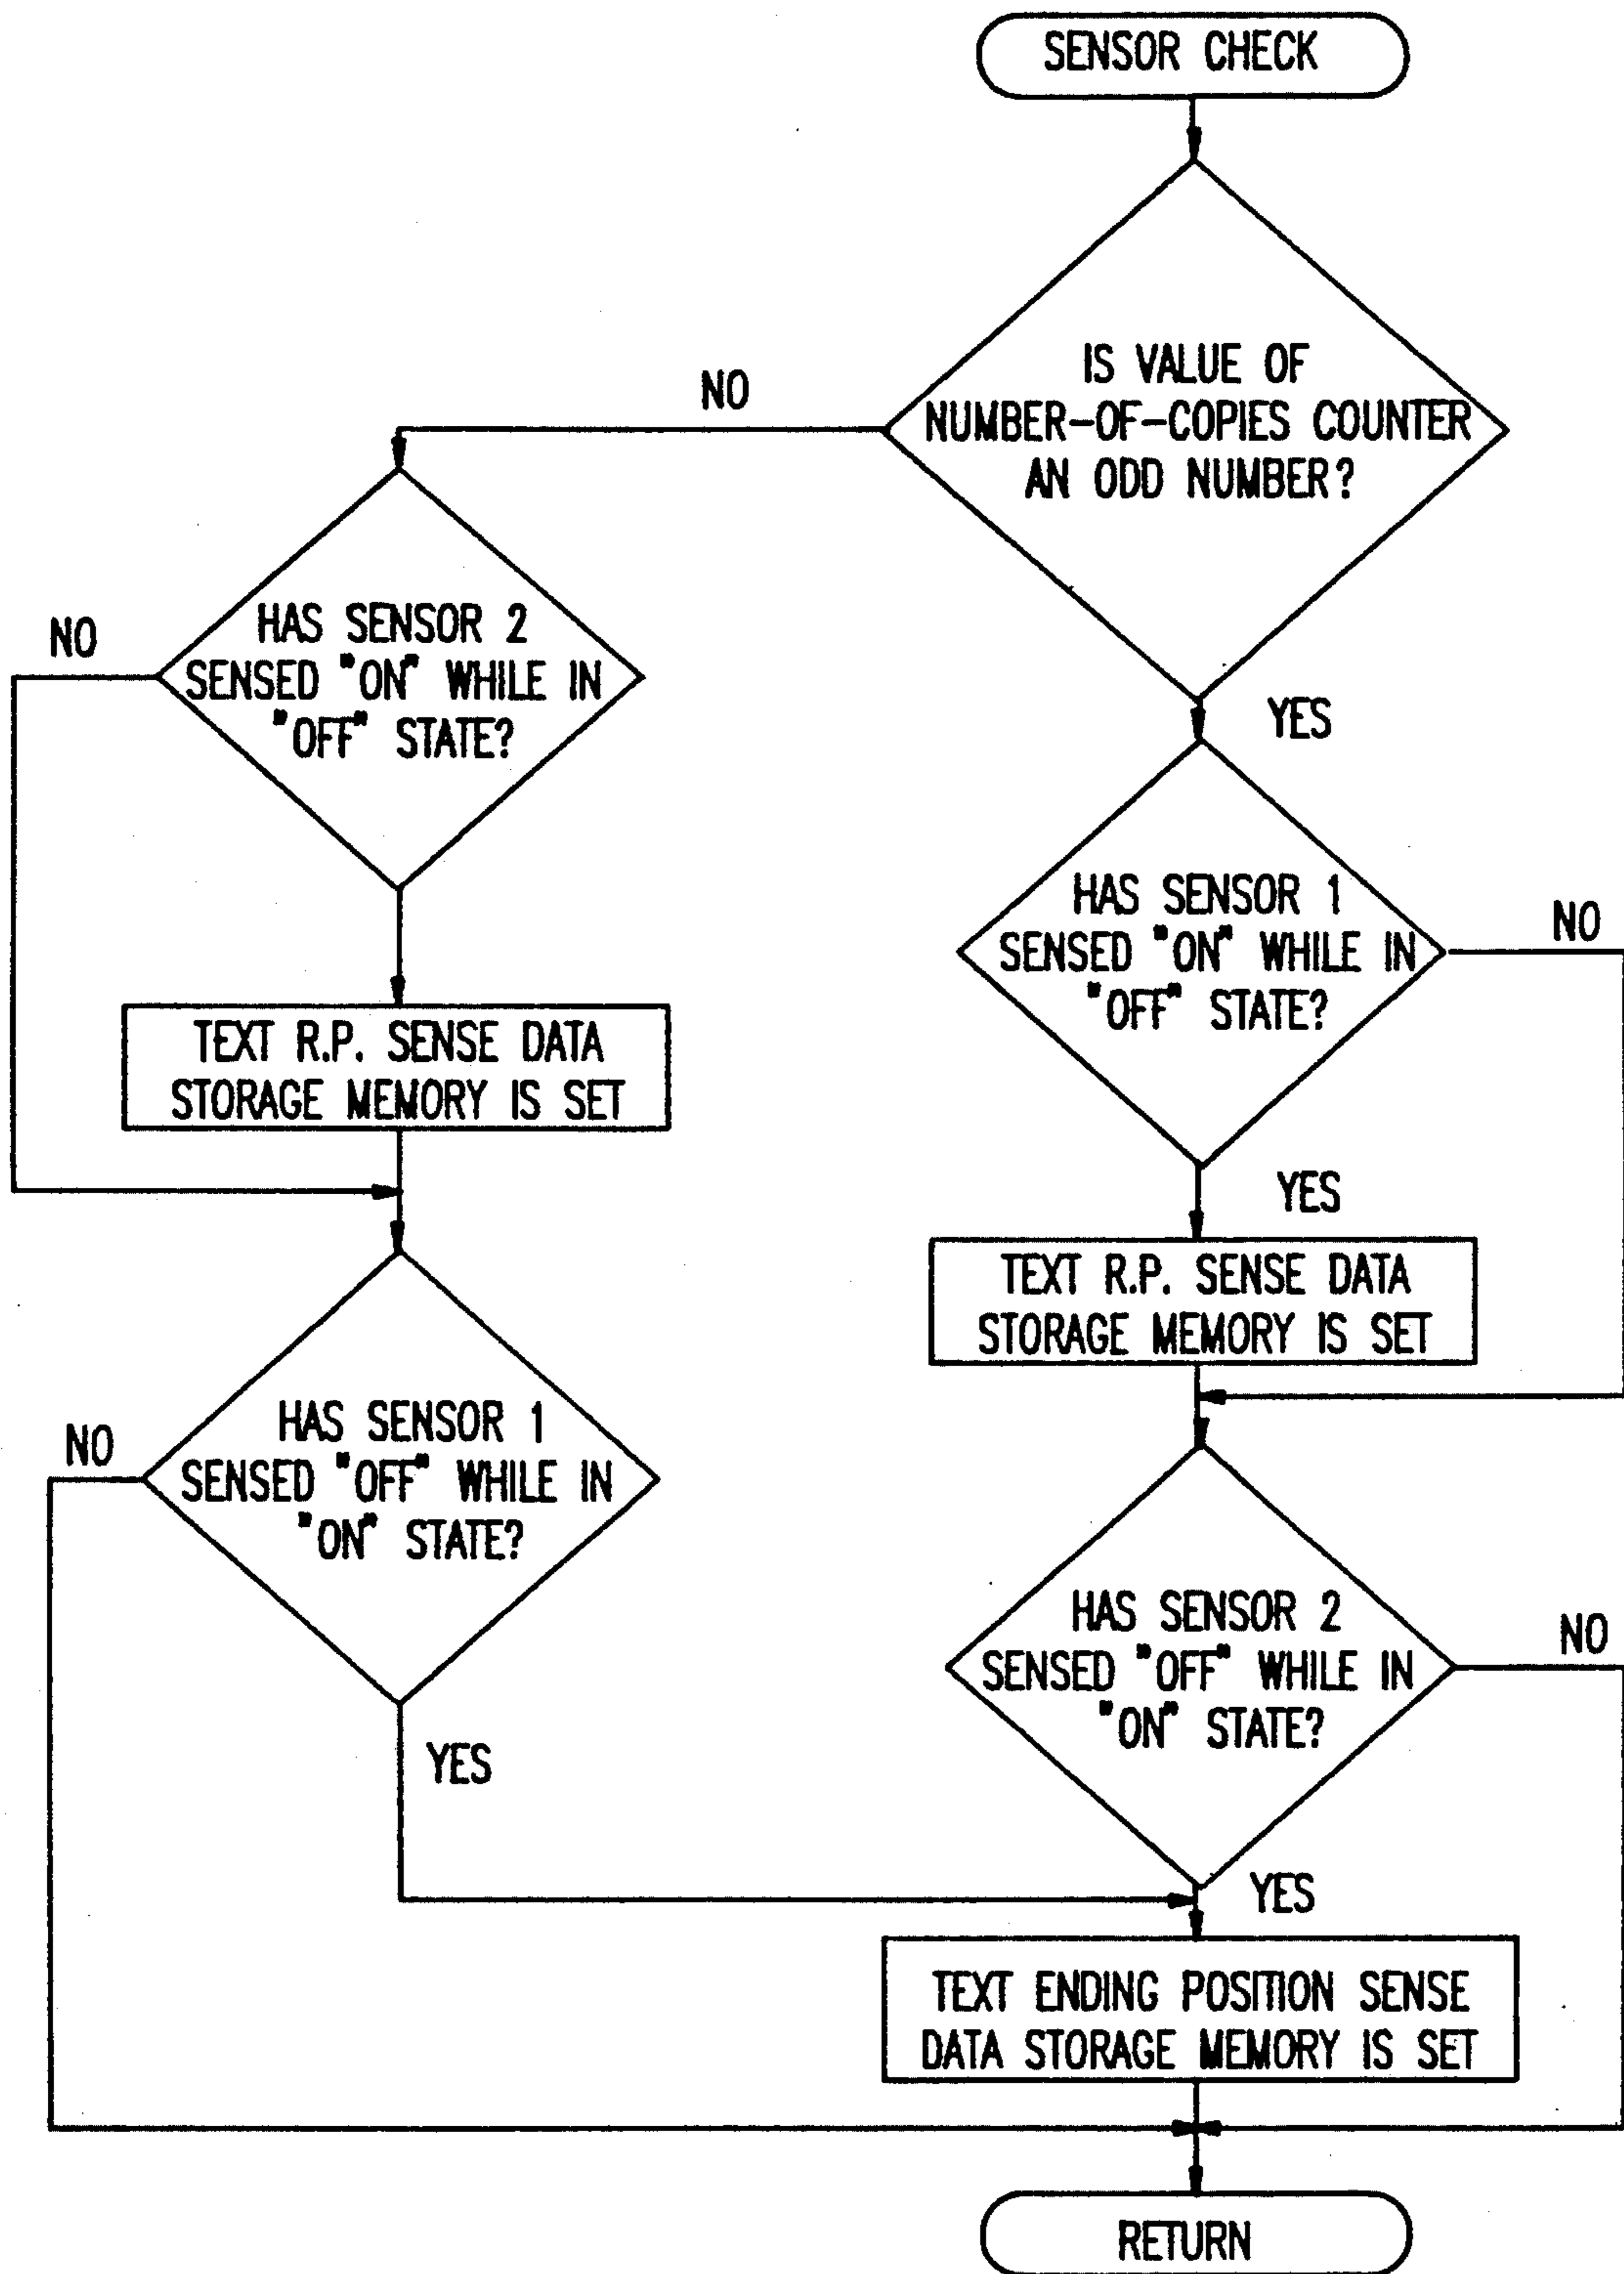 SENSOR CHECK
IS VALUE OF
NUMBER-OF-COPIES COUNTER
AN ODD NUMBER?
NO
YES
HAS SENSOR 2
SENSED "ON" WHILE IN
"OFF" STATE?
NO
TEXT R.P. SENSE DATA
STORAGE MEMORY IS SET
HAS SENSOR 1
SENSED "OFF" WHILE IN
"ON" STATE?
NO
YES
HAS SENSOR 1
SENSED "ON" WHILE IN
"OFF" STATE?
NO
YES
TEXT R.P. SENSE DATA
STORAGE MEMORY IS SET
HAS SENSOR 2
SENSED "OFF" WHILE IN
"ON" STATE?
NO
YES
TEXT ENDING POSITION SENSE
DATA STORAGE MEMORY IS SET
RETURN